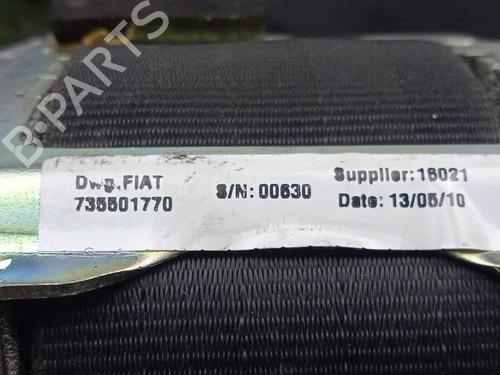 B-PARTS
Dwg.FIAT
735501770
S/N: 00630
Supplier: 16021
Date: 13/05/10